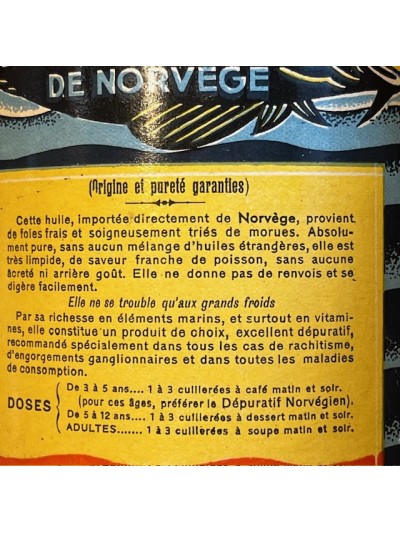 DE NORVÈGE
(Origine et pureté garanties)
Cette huile, importée directement de Norvège, provient
de foies frais et soigneusement triés de morues. Absolu-
ment pure, sans aucun mélange d'huiles étrangères, elle est
très limpide, de saveur franche de poisson, sans aucune
âcreté ni arrière goût. Elle ne donne pas de renvois et se
digère facilement.
Elle ne se trouble qu'aux grands froids
Par sa richesse en éléments marins, et surtout en vitami-
nes, elle constitue un produit de choix, excellent dépuratif,
recommandé spécialement dans tous les cas de rachitisme,
d'engorgements ganglionnaires et dans toutes les maladies
de consomption.
De 3 à 5 ans.... 1 à 3 cuillerées à café matin et soir.
DOSES (pour ces âges, préférer le Dépuratif Norvégien).
De 5 à 12 ans.... 1 à 3 cuillerées à dessert matin et soir.
ADULTES....... 1 à 3 cuillerées à soupe matin et soir.